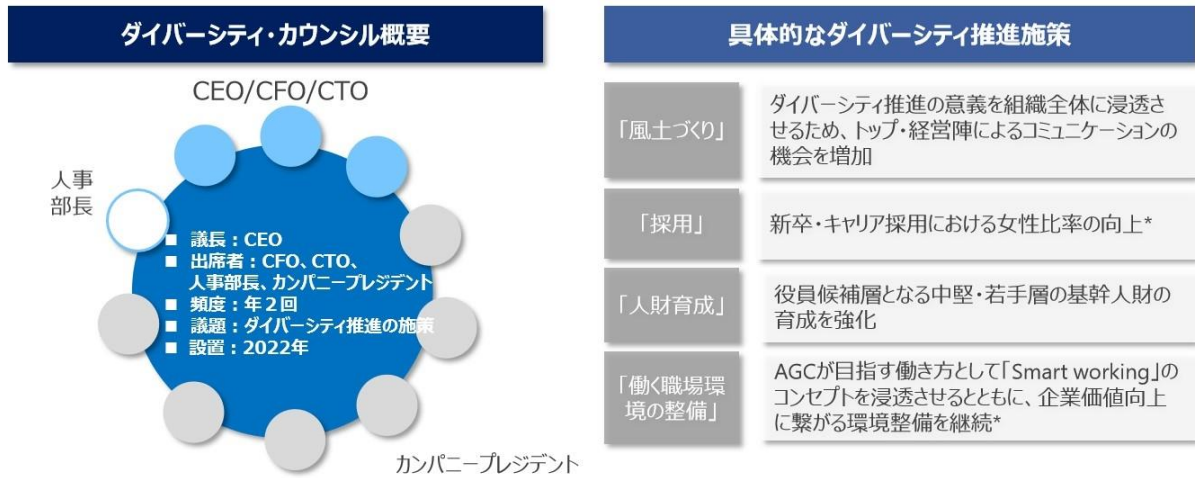 ダイバーシティ・カウンシル概要
CEO/CFO/CTO
人事
部長
■ 議長：CEO
■ 出席者：CFO、CTO、
人事部長、カンパニープレジデント
■ 頻度：年２回
■ 議題：ダイバーシティ推進の施策
■ 設置：2022年
カンパニープレジデント
具体的なダイバーシティ推進施策
「風土づくり」
ダイバーシティ推進の意義を組織全体に浸透さ
せるため、トップ・経営陣によるコミュニケーションの
機会を増加
「採用」
新卒・キャリア採用における女性比率の向上*
「人財育成」
役員候補層となる中堅・若手層の基幹人財の
育成を強化
「働く職場環
境の整備」
AGCが目指す働き方として「Smart working」の
コンセプトを浸透させるとともに、企業価値向上
に繋がる環境整備を継続*